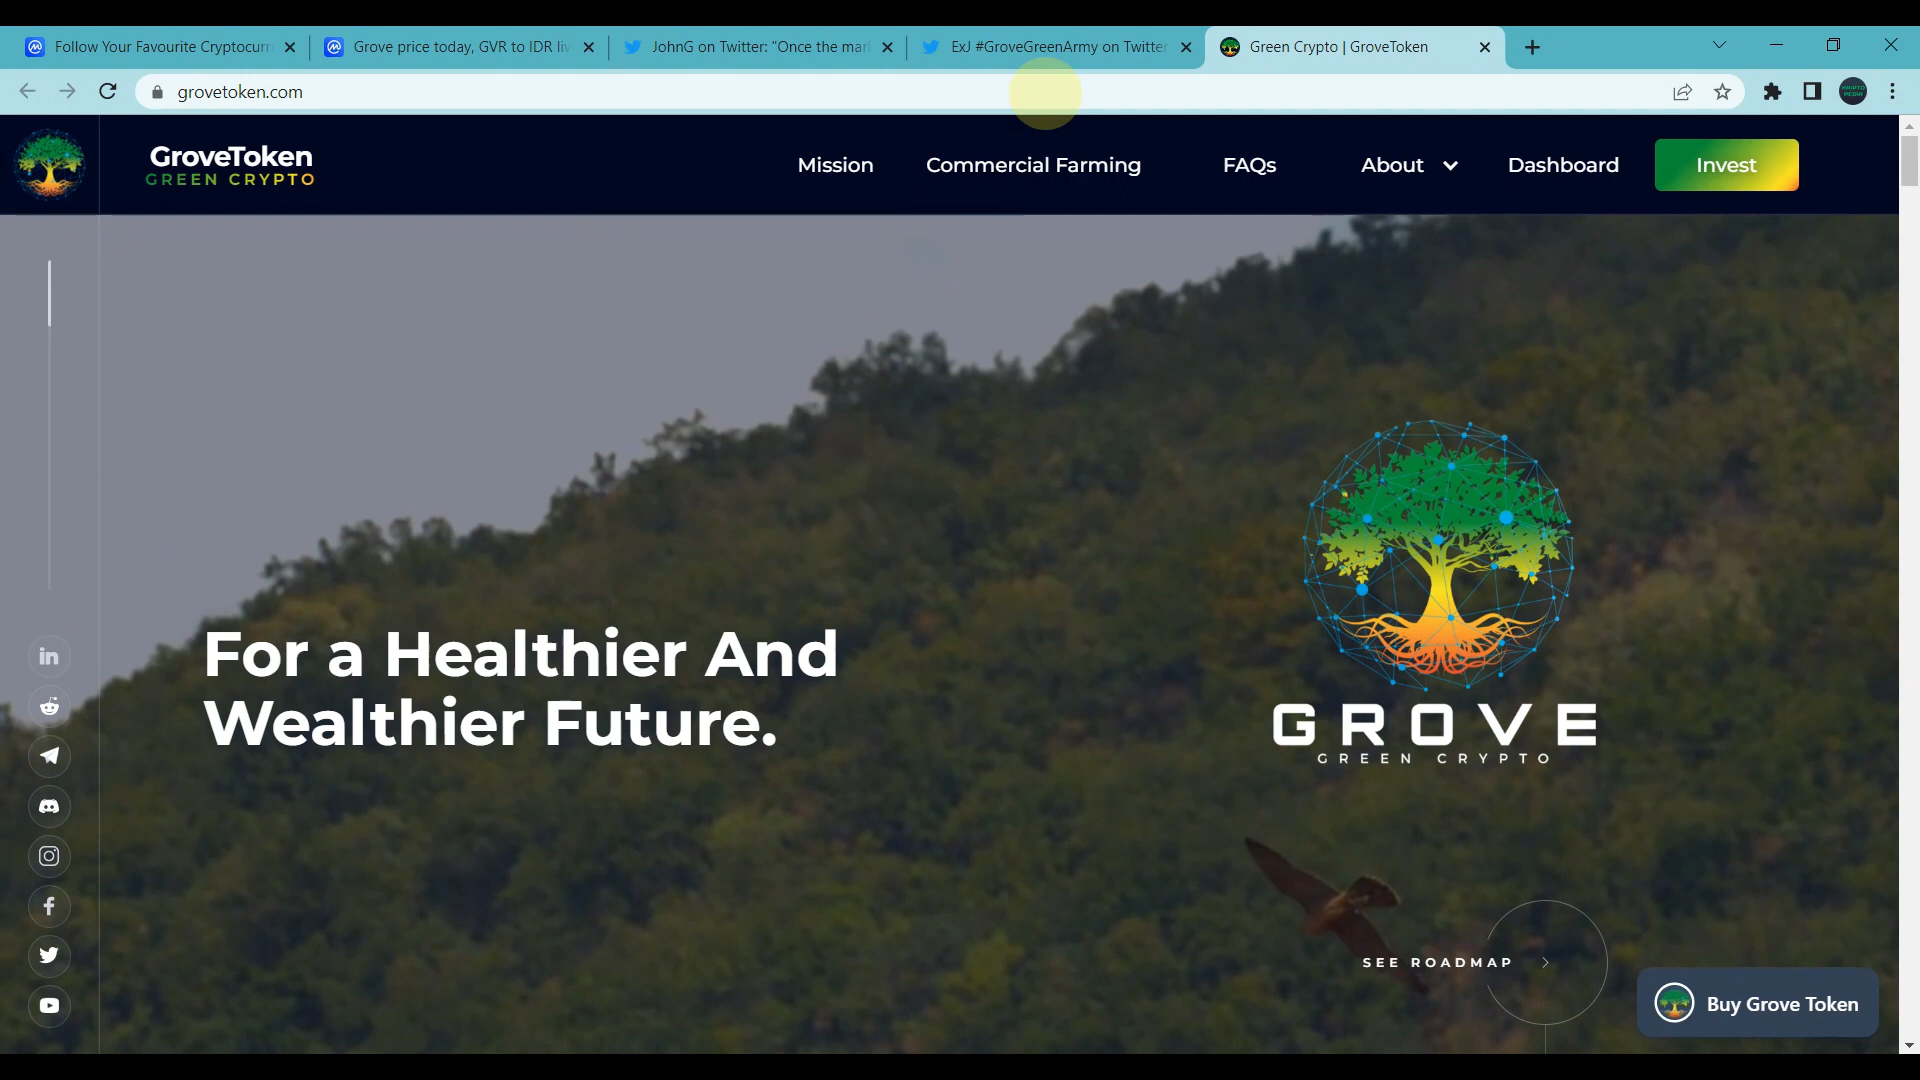 Follow Your Favourite Cryptocurr
Grove price today, GVR to IDR liv
JohnG on Twitter: "Once the mar
ExJ #GroveGreenArmy on Twitter
Green Crypto | GroveToken
grovetoken.com
KRIPTO
PEDIA
GroveToken
GREEN CRYPTO
Mission
Commercial Farming
FAQs
About
Dashboard
Invest
For a Healthier And
Wealthier Future.
GROVE
GREEN CRYPTO
SEE ROADMAP
Buy Grove Token